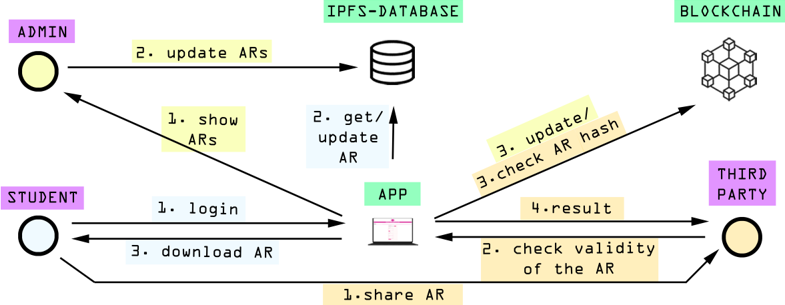 IPFS-DATABASE
BLOCKCHAIN
ADMIN
2. update ARs
1. show
ARs
2. get/
update
AR
3. update/
3.check AR hash
THIRD
PARTY
STUDENT
APP
1. login
4.result
3. download AR
2. check validity
of the AR
1.share AR